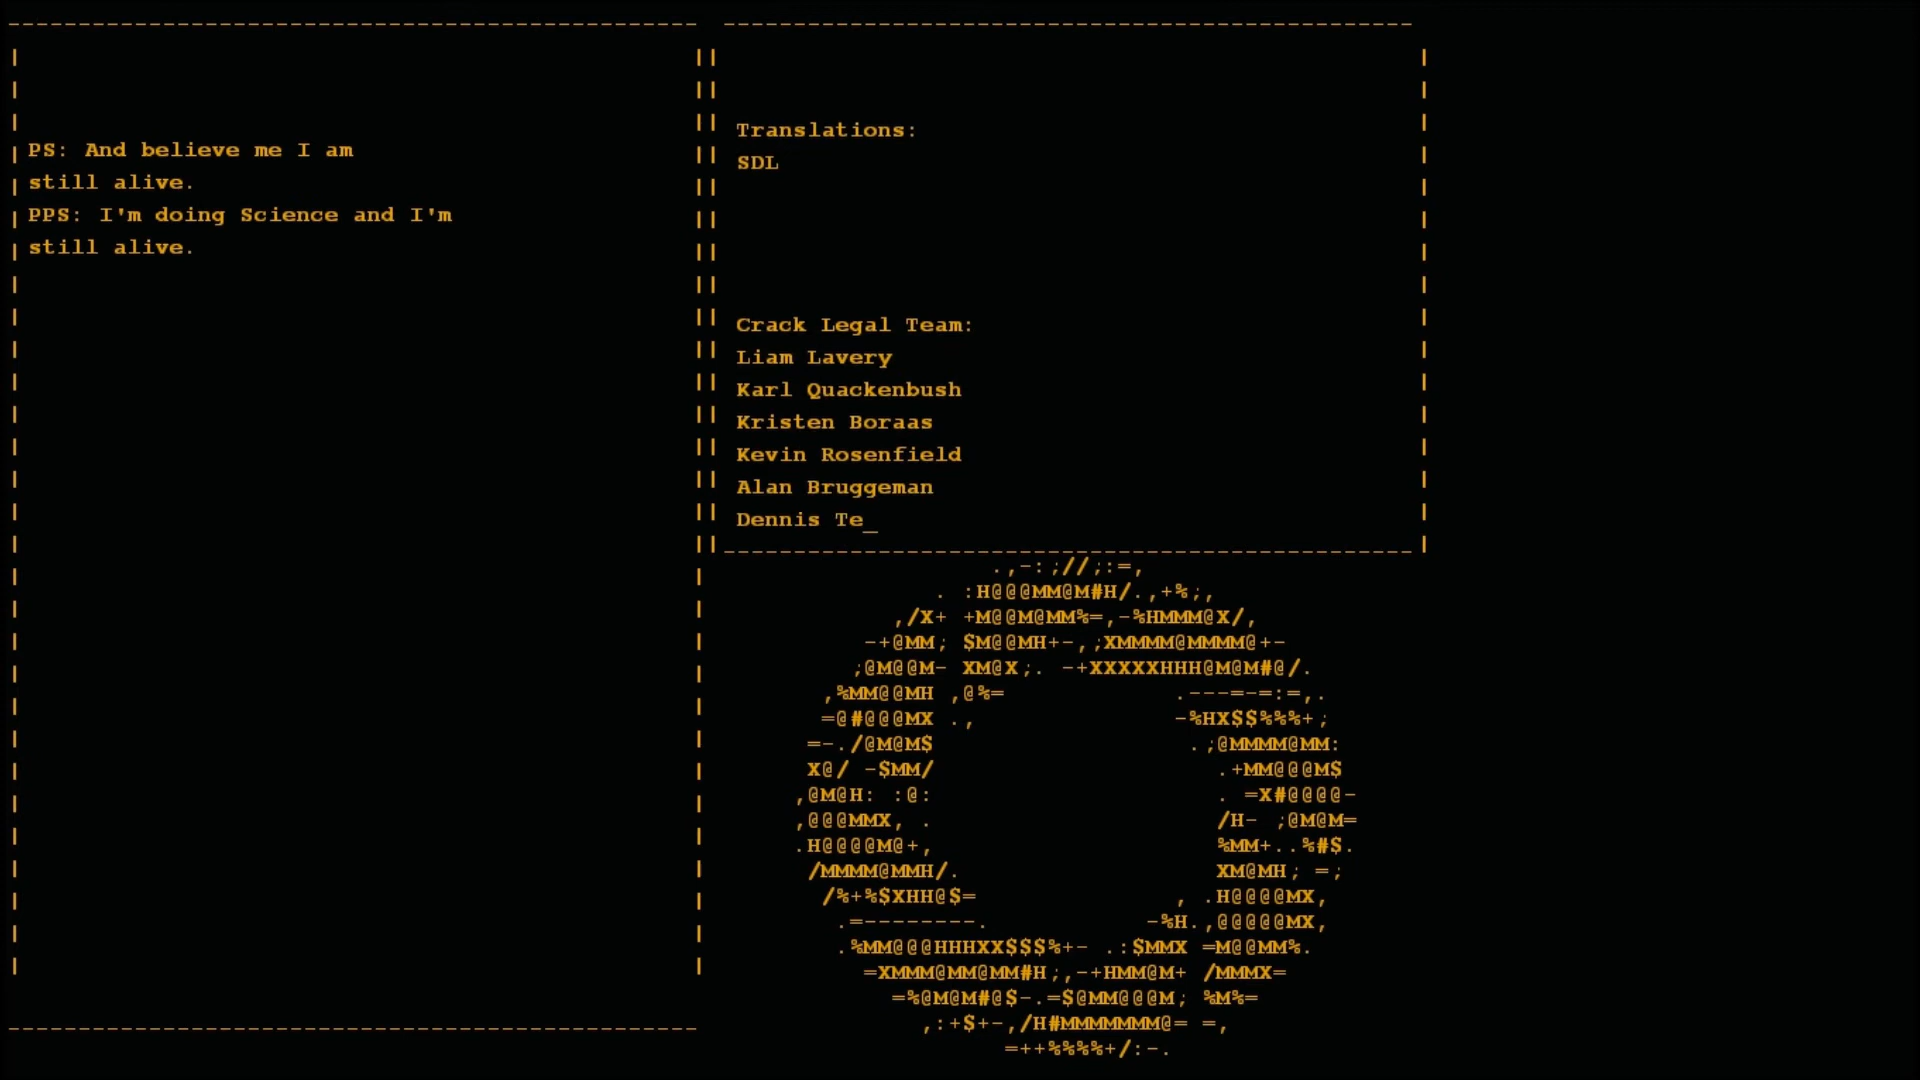 PS: And believe me I am
still alive.
PPS: I'm doing Science and I'm
still alive.
Translations:
SDL
Crack Legal Team:
Liam Lavery
Karl Quackenbush
Kristen Boraas
Kevin Rosenfield
Alan Bruggeman
Dennis Te_